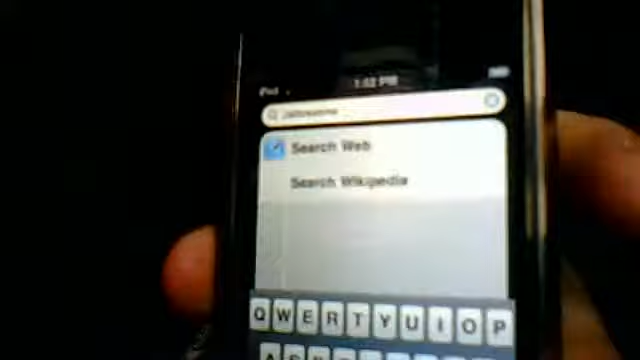 iPod 1:52 PM
Search Web
Search Wikipedia
Q W E R T Y U I O P